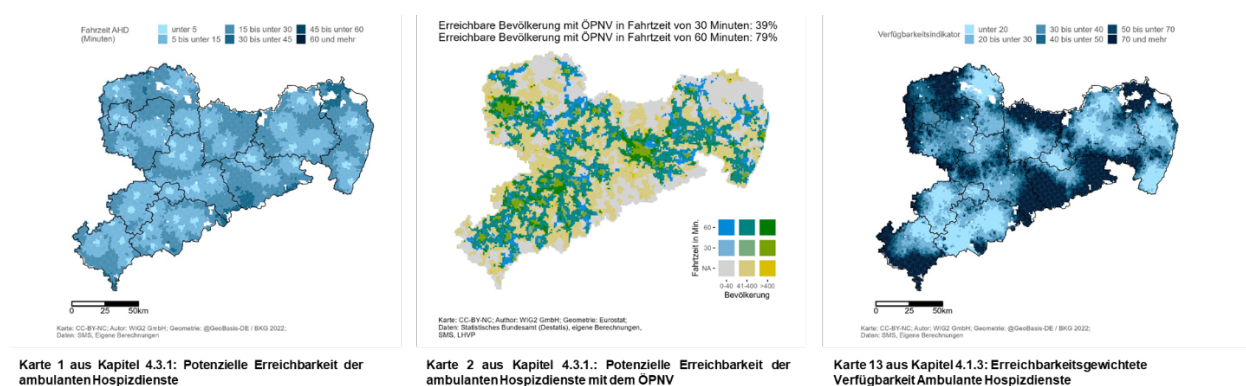 Fahrzeit AHD
(Minuten)
unter 5
5 bis unter 15
15 bis unter 30
30 bis unter 45
45 bis unter 60
60 und mehr
0 25 50km
Karte: CC-BY-NC; Autor: WIG2 GmbH; Geometrie: @GeoBasis-DE / BKG 2022;
Daten: SMS, Eigene Berechnungen
Karte 1 aus Kapitel 4.3.1: Potenzielle Erreichbarkeit der
ambulanten Hospizdienste
Erreichbare Bevölkerung mit ÖPNV in Fahrtzeit von 30 Minuten: 39%
Erreichbare Bevölkerung mit ÖPNV in Fahrtzeit von 60 Minuten: 79%
Fahrtzeit in Min.
60
30
NA
0-40 41-400 >400
Bevölkerung
Karte: CC-BY-NC; Author: WIG2 GmbH; Geometrie: Eurostat;
Daten: Statistisches Bundesamt (Destatis), eigene Berechnungen,
SMS, LHVP
Karte 2 aus Kapitel 4.3.1.: Potenzielle Erreichbarkeit der
ambulanten Hospizdienste mit dem ÖPNV
Verfügbarkeitsindikator
unter 20
20 bis unter 30
30 bis unter 40
40 bis unter 50
50 bis unter 70
70 und mehr
0 25 50km
Karte: CC-BY-NC; Autor: WIG2 GmbH; Geometrie: @GeoBasis-DE / BKG 2022;
Daten: SMS, Eigene Berechnungen
Karte 13 aus Kapitel 4.1.3: Erreichbarkeitsgewichtete
Verfügbarkeit Ambulante Hospizdienste